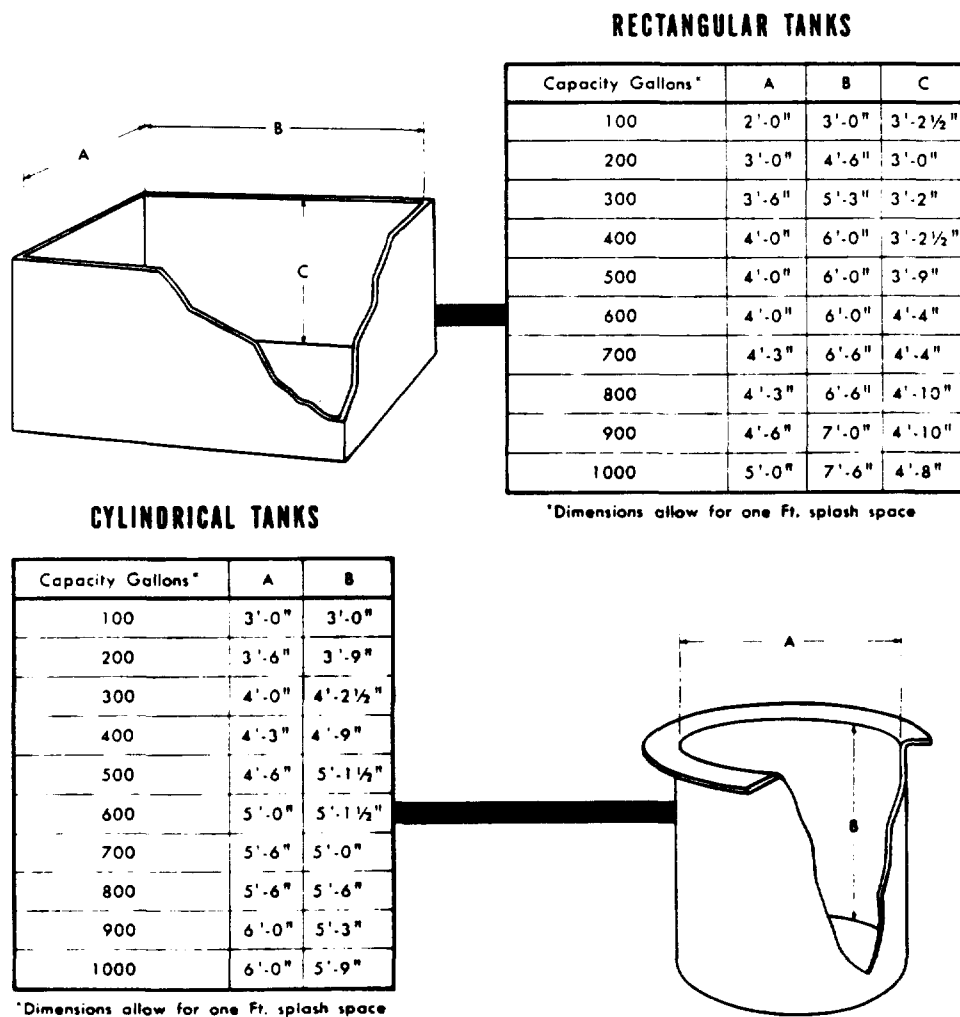 RECTANGULAR TANKS
Capacity Gallons* A B C
100 2'-0" 3'-0" 3'-2½"
200 3'-0" 4'-6" 3'-0"
300 3'-6" 5'-3" 3'-2"
400 4'-0" 6'-0" 3'-2½"
500 4'-0" 6'-0" 3'-9"
600 4'-0" 6'-0" 4'-4"
700 4'-3" 6'-6" 4'-4"
800 4'-3" 6'-6" 4'-10"
900 4'-6" 7'-0" 4'-10"
1000 5'-0" 7'-6" 4'-8"
*Dimensions allow for one Ft. splash space
A
B
C
CYLINDRICAL TANKS
Capacity Gallons* A B
100 3'-0" 3'-0"
200 3'-6" 3'-9"
300 4'-0" 4'-2½"
400 4'-3" 4'-9"
500 4'-6" 5'-1½"
600 5'-0" 5'-1½"
700 5'-6" 5'-0"
800 5'-6" 5'-6"
900 6'-0" 5'-3"
1000 6'-0" 5'-9"
*Dimensions allow for one Ft. splash space
A
B